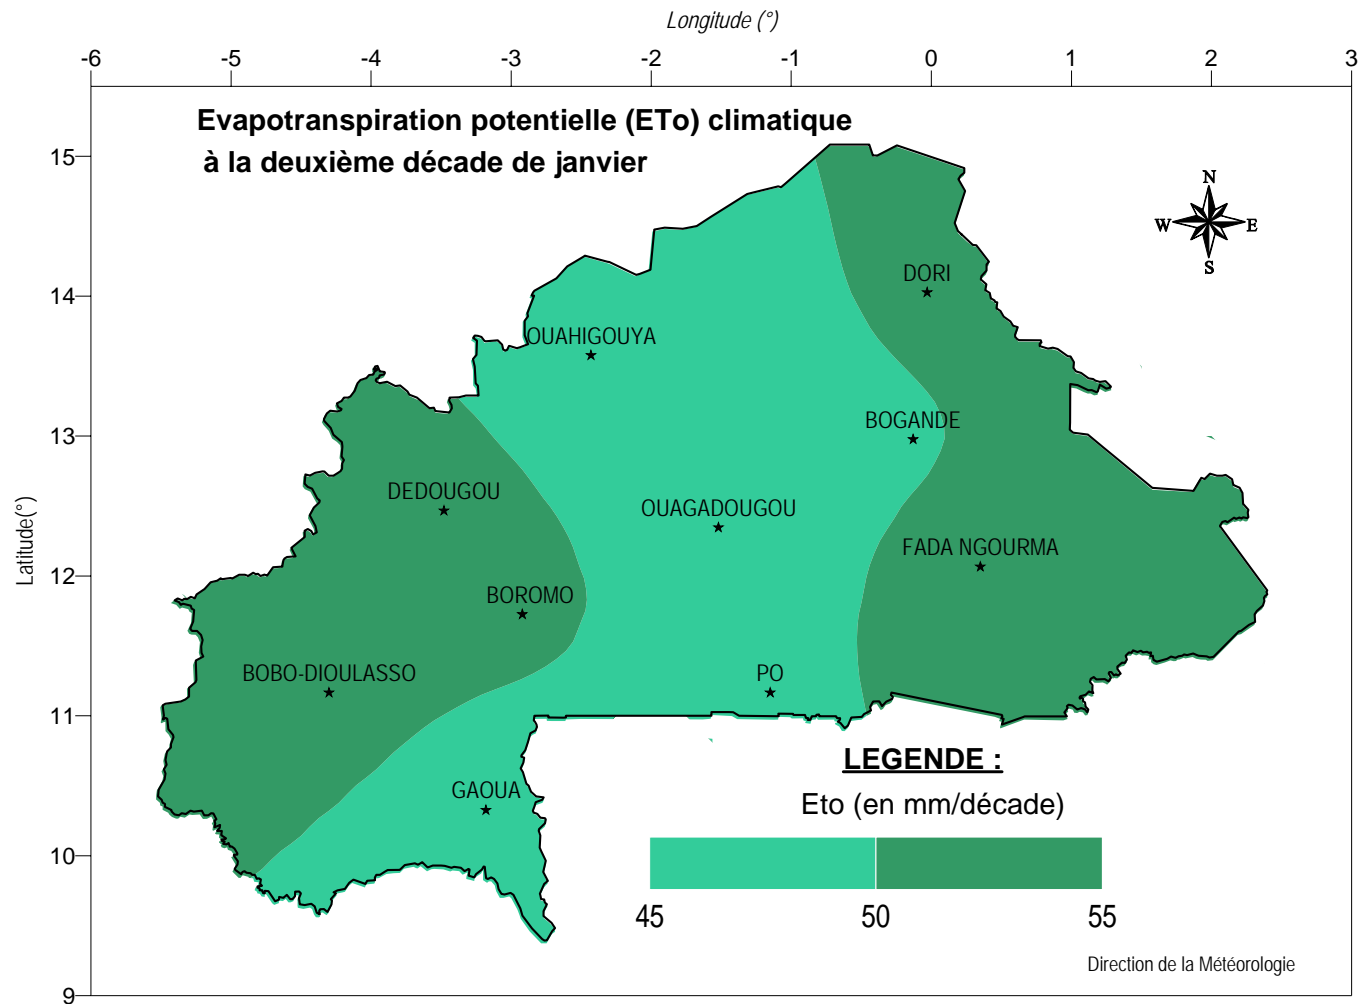 Longitude (°)
-6 -5 -4 -3 -2 -1 0 1 2 3
Evapotranspiration potentielle (ETo) climatique
à la deuxième décade de janvier
15
N
W E
S
14
DORI
OUAHIGOUYA
13
BOGANDE
DEDOUGOU
OUAGADOUGOU
Latitude(°)
12
FADA NGOURMA
BOROMO
BOBO-DIOULASSO
PO
11
LEGENDE :
GAOUA
Eto (en mm/décade)
10
45 50 55
Direction de la Météorologie
9